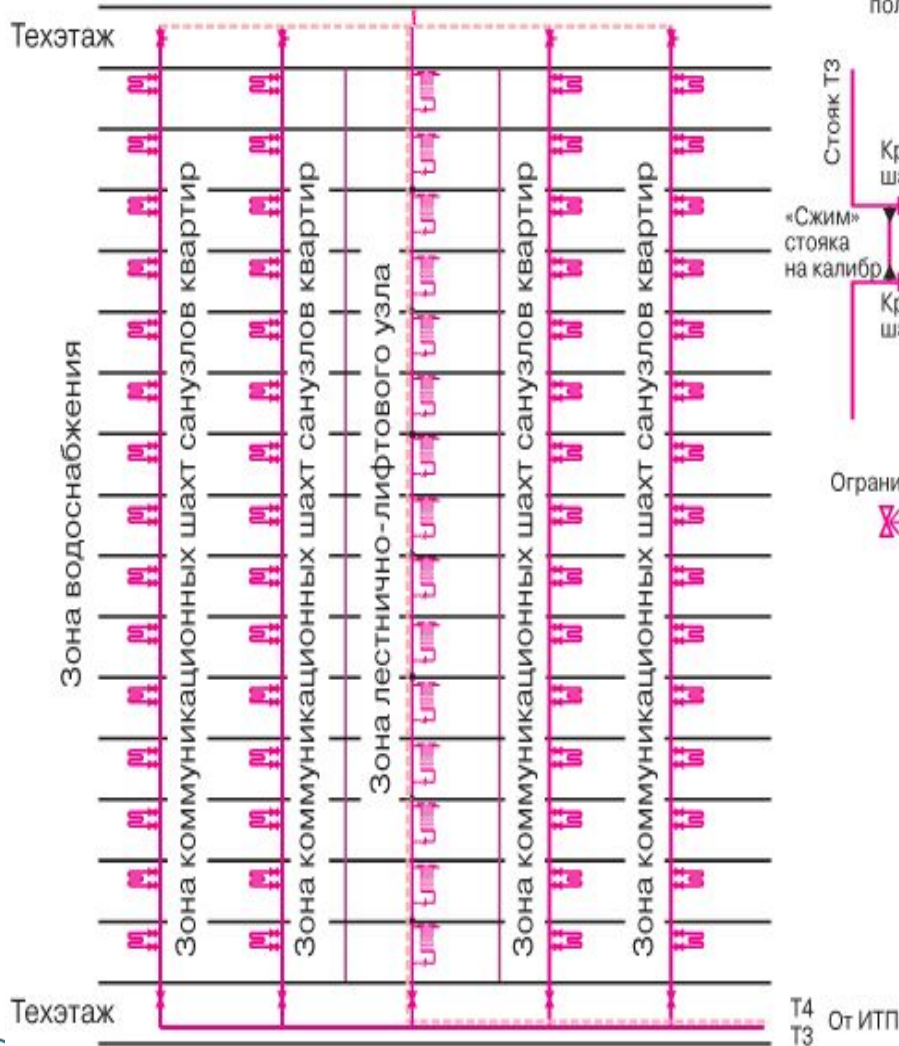 Техэтаж
Зона водоснабжения
Зона коммуникационных шахт санузлов квартир
Зона коммуникационных шахт санузлов квартир
Зона лестнично-лифтового узла
Зона коммуникационных шахт санузлов квартир
Зона коммуникационных шахт санузлов квартир
Техэтаж
Т4
Т3
От ИТП
Стояк Т3
«Сжим»
стояка
на калибр